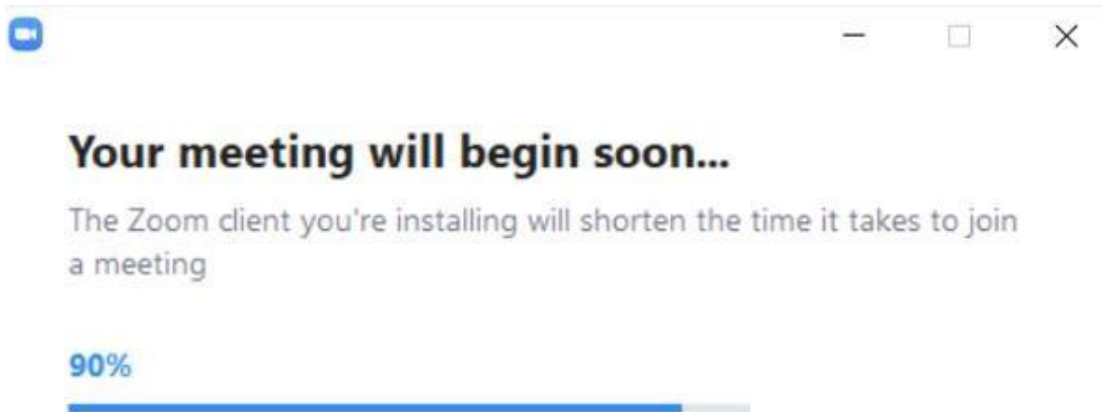 Your meeting will begin soon...
The Zoom client you're installing will shorten the time it takes to join
a meeting
90%